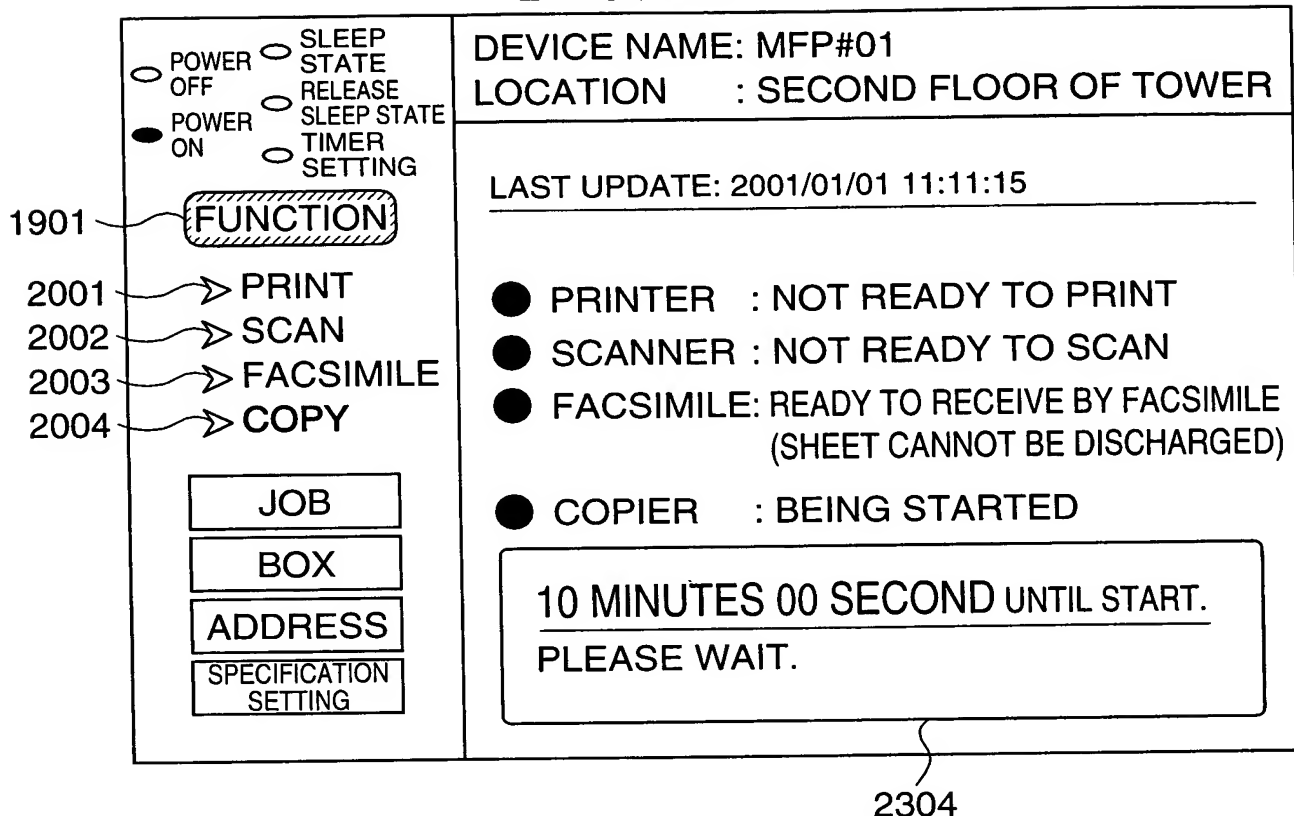 POWER OFF
SLEEP STATE
RELEASE SLEEP STATE
POWER ON
TIMER SETTING
1901
FUNCTION
2001
PRINT
2002
SCAN
2003
FACSIMILE
2004
COPY
JOB
BOX
ADDRESS
SPECIFICATION
SETTING
DEVICE NAME: MFP#01
LOCATION : SECOND FLOOR OF TOWER
LAST UPDATE: 2001/01/01 11:11:15
PRINTER : NOT READY TO PRINT
SCANNER : NOT READY TO SCAN
FACSIMILE: READY TO RECEIVE BY FACSIMILE
(SHEET CANNOT BE DISCHARGED)
COPIER : BEING STARTED
10 MINUTES 00 SECOND UNTIL START.
PLEASE WAIT.
2304